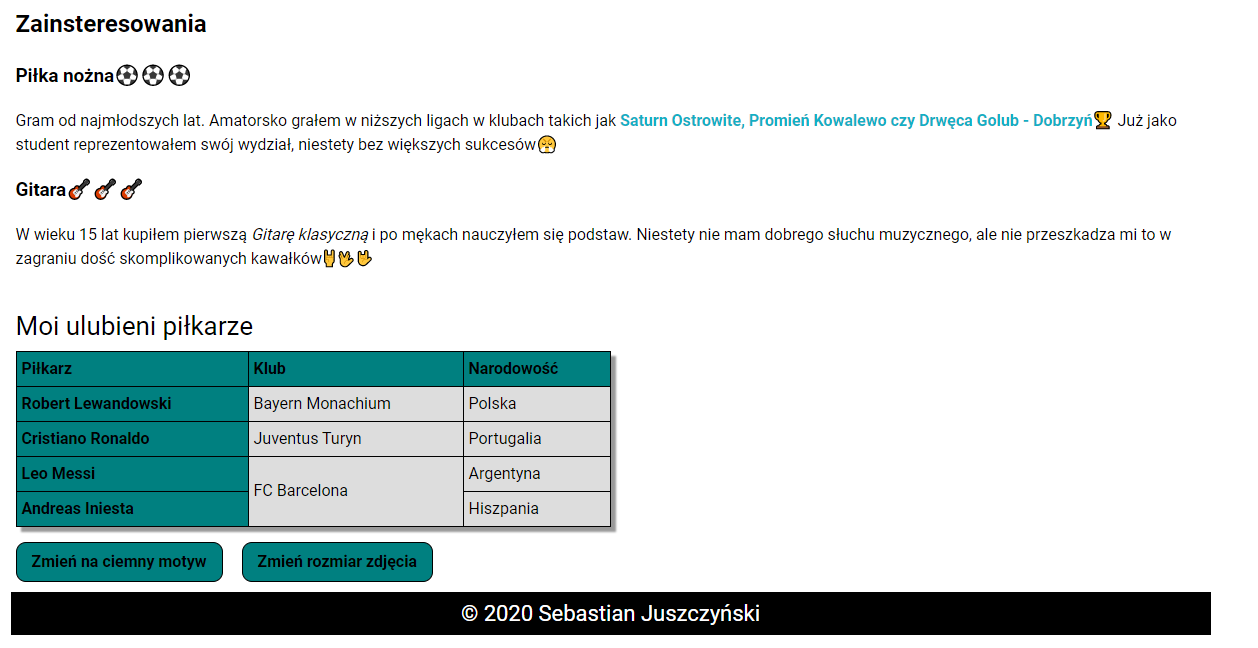 Zainsteresowania
Piłka nożna⚽⚽⚽
Gram od najmłodszych lat. Amatorsko grałem w niższych ligach w klubach takich jak Saturn Ostrowite, Promień Kowalewo czy Drwęca Golub - Dobrzyń🏆 Już jako
student reprezentowałem swój wydział, niestety bez większych sukcesów😔
Gitara🎸🎸🎸
W wieku 15 lat kupiłem pierwszą Gitarę klasyczną i po mękach nauczyłem się podstaw. Niestety nie mam dobrego słuchu muzycznego, ale nie przeszkadza mi to w
zagraniu dość skomplikowanych kawałków🤘🖖🤟
Moi ulubieni piłkarze
Piłkarz Klub Narodowość
Robert Lewandowski Bayern Monachium Polska
Cristiano Ronaldo Juventus Turyn Portugalia
Leo Messi FC Barcelona Argentyna
Andreas Iniesta Hiszpania
Zmień na ciemny motyw Zmień rozmiar zdjęcia
© 2020 Sebastian Juszczyński